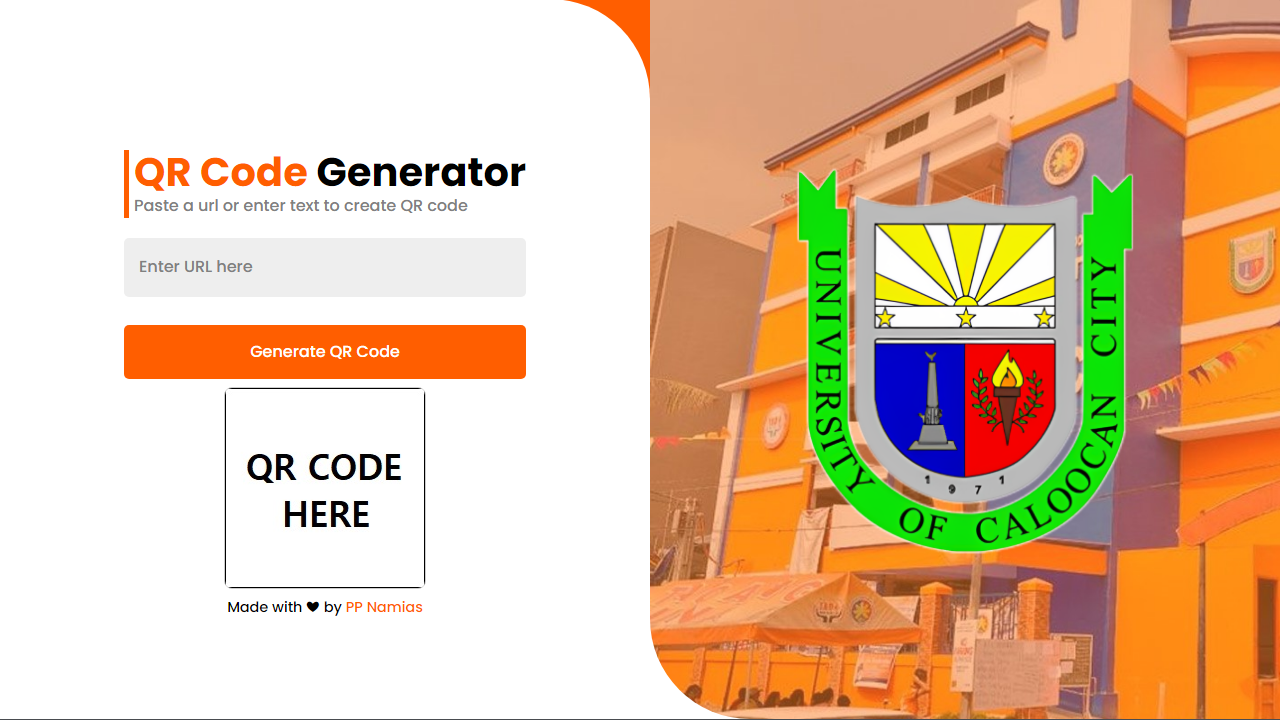 QR Code Generator
Paste a url or enter text to create QR code
Enter URL here
Generate QR Code
QR CODE
HERE
Made with ❤ by PP Namias
UNIVERSITY OF CALOOCAN CITY
1971